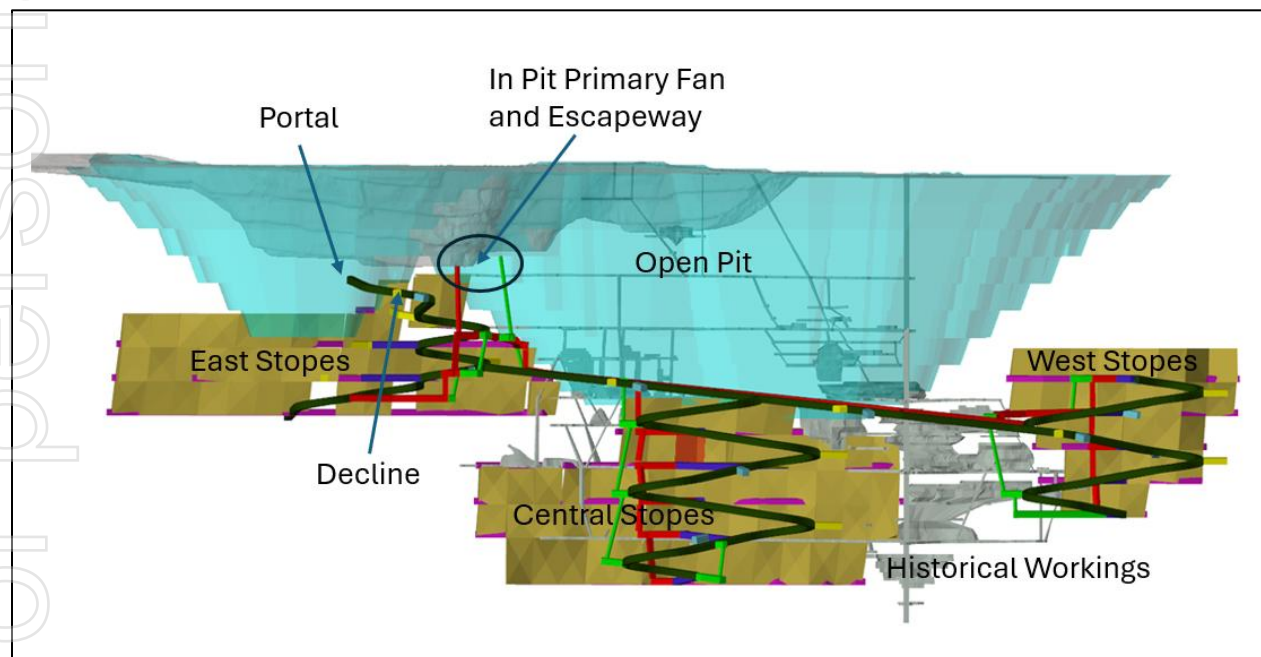 In Pit Primary Fan
and Escapeway
Portal
Open Pit
East Stopes
West Stopes
Decline
Central Stopes
Historical Workings